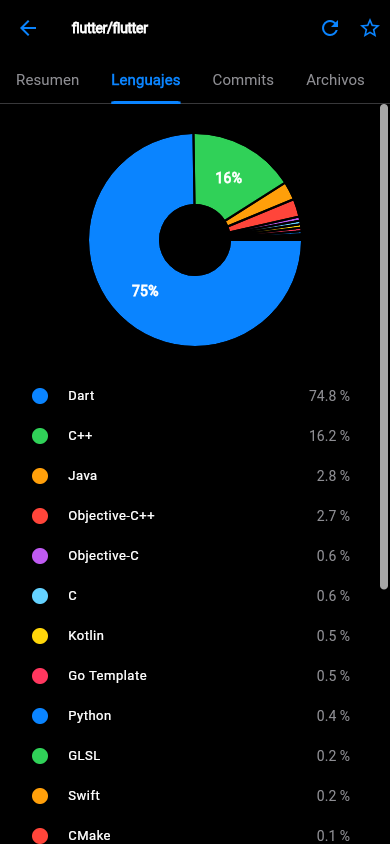 flutter/flutter
Resumen Lenguajes Commits Archivos
16%
75%
Dart 74.8 %
C++ 16.2 %
Java 2.8 %
Objective-C++ 2.7 %
Objective-C 0.6 %
C 0.6 %
Kotlin 0.5 %
Go Template 0.5 %
Python 0.4 %
GLSL 0.2 %
Swift 0.2 %
CMake 0.1 %